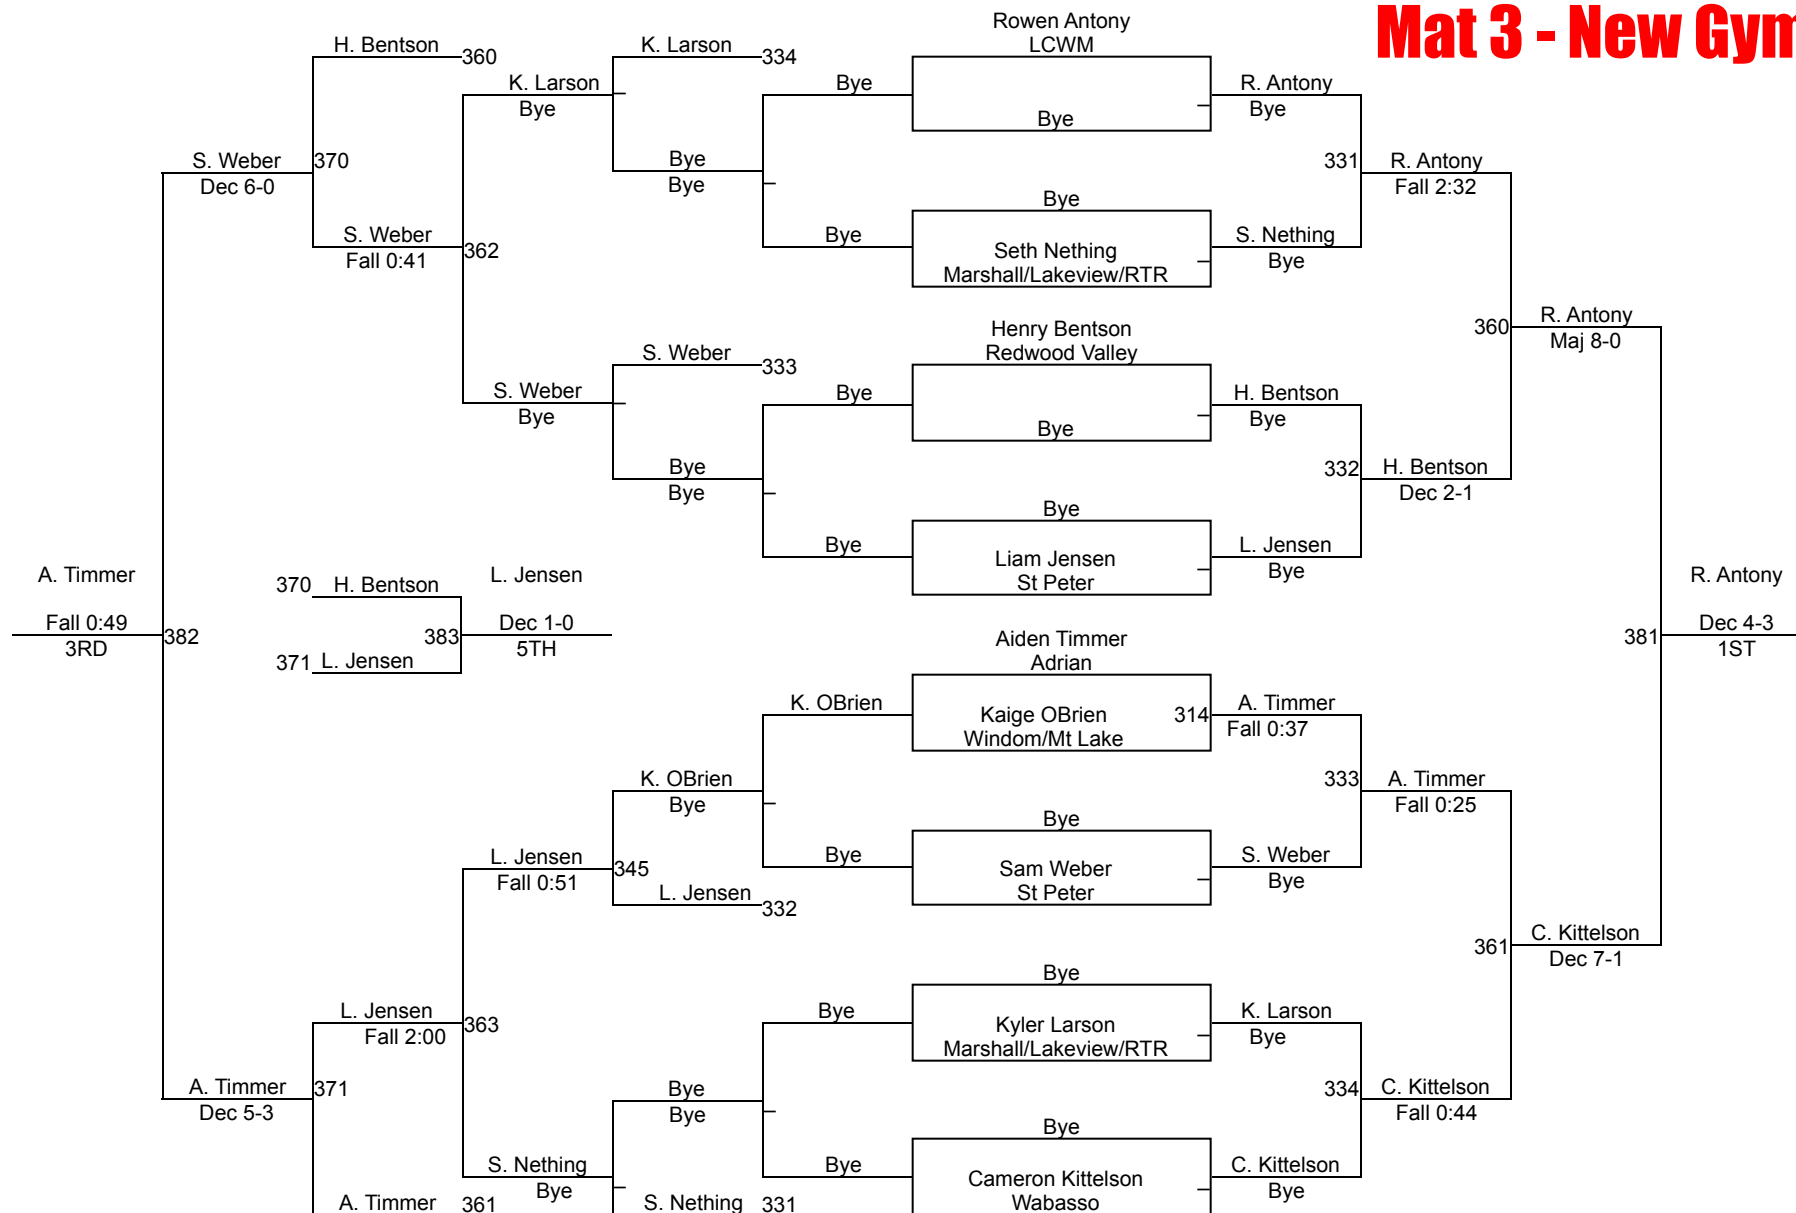 Mat 3 - New Gym
Rowen Antony
LCWM
H. Bentson
360
K. Larson
334
K. Larson
Bye
Bye
R. Antony
Bye
Bye
Bye
S. Weber
370
Dec 6-0
Bye
Bye
331
R. Antony
Fall 2:32
Bye
S. Weber
362
Fall 0:41
Bye
Seth Nething
Marshall/Lakeview/RTR
S. Nething
Bye
Henry Bentson
Redwood Valley
360
R. Antony
Maj 8-0
S. Weber
333
S. Weber
Bye
Bye
Bye
H. Bentson
Bye
Bye
Bye
332
H. Bentson
Dec 2-1
Bye
Bye
Liam Jensen
St Peter
L. Jensen
Bye
A. Timmer
Fall 0:49
3RD
382
370
H. Bentson
371
L. Jensen
383
L. Jensen
Dec 1-0
5TH
R. Antony
381
Dec 4-3
1ST
Aiden Timmer
Adrian
K. OBrien
Kaige OBrien
Windom/Mt Lake
314
A. Timmer
Fall 0:37
K. OBrien
Bye
333
A. Timmer
Fall 0:25
Bye
L. Jensen
Fall 0:51
345
Bye
Sam Weber
St Peter
S. Weber
Bye
L. Jensen
332
361
C. Kittelson
Dec 7-1
Bye
L. Jensen
363
Fall 2:00
Bye
Kyler Larson
Marshall/Lakeview/RTR
K. Larson
Bye
A. Timmer
371
Dec 5-3
Bye
Bye
334
C. Kittelson
Fall 0:44
Bye
S. Nething
Bye
Bye
Cameron Kittelson
Wabasso
C. Kittelson
Bye
A. Timmer
361
S. Nething
331